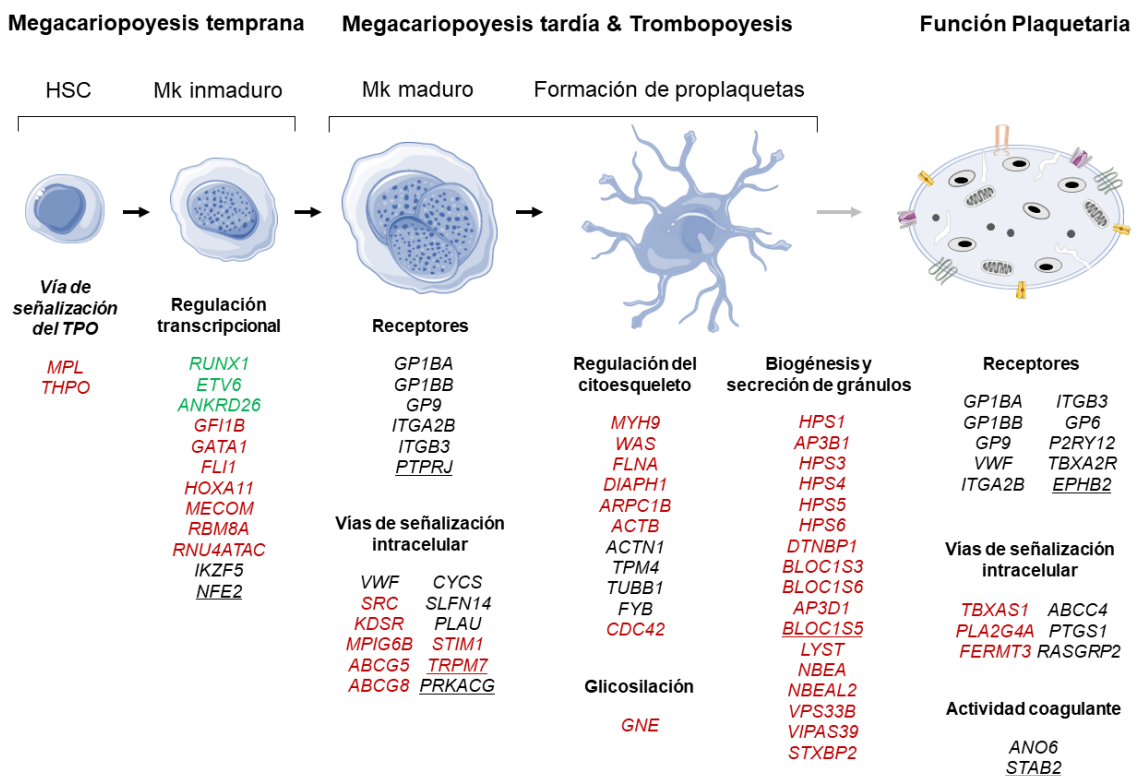 Megacariopoyesis temprana
Megacariopoyesis tardía & Trombopoyesis
Función Plaquetaria
HSC
Mk inmaduro
Mk maduro
Formación de proplaquetas
Vía de
señalización
del TPO
MPL
THPO
Regulación
transcripcional
RUNX1
ETV6
ANKRD26
GFI1B
GATA1
FLI1
HOXA11
MECOM
RBM8A
RNU4ATAC
IKZF5
NFE2
Receptores
GP1BA
GP1BB
GP9
ITGA2B
ITGB3
PTPRJ
Vías de señalización
intracelular
VWF CYCS
SRC SLFN14
KDSR PLAU
MPIG6B STIM1
ABCG5 TRPM7
ABCG8 PRKACG
Regulación del
citoesqueleto
MYH9
WAS
FLNA
DIAPH1
ARPC1B
ACTB
ACTN1
TPM4
TUBB1
FYB
CDC42
Glicosilación
GNE
Biogénesis y
secreción de gránulos
HPS1
AP3B1
HPS3
HPS4
HPS5
HPS6
DTNBP1
BLOC1S3
BLOC1S6
AP3D1
BLOC1S5
LYST
NBEA
NBEAL2
VPS33B
VIPAS39
STXBP2
Receptores
GP1BA ITGB3
GP1BB GP6
GP9 P2RY12
VWF TBXA2R
ITGA2B EPHB2
Vías de señalización
intracelular
TBXAS1 ABCC4
PLA2G4A PTGS1
FERMT3 RASGRP2
Actividad coagulante
ANO6
STAB2